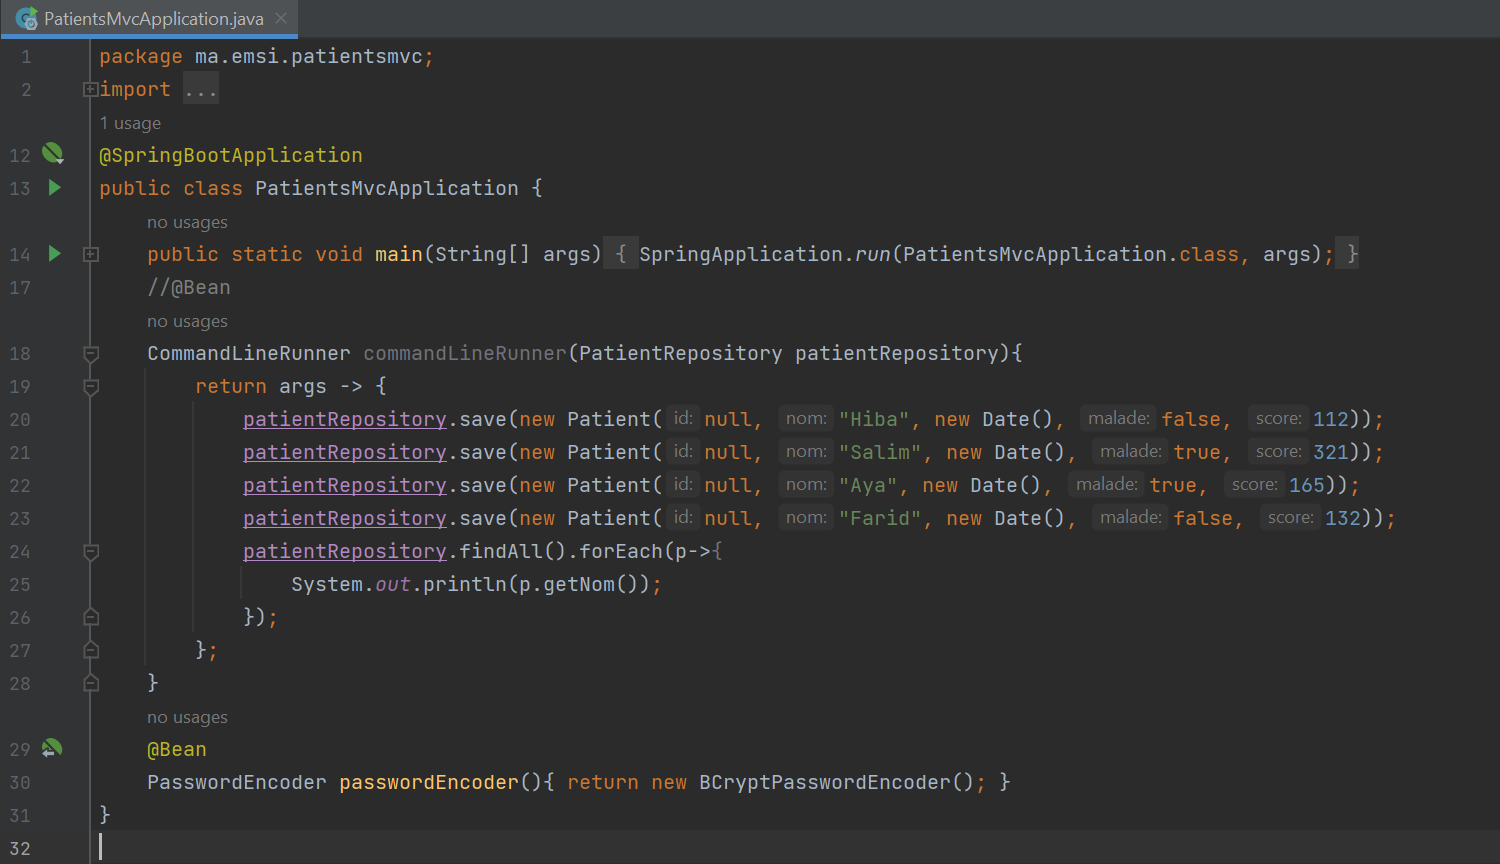 PatientsMvcApplication.java
1 package ma.emsi.patientsmvc;
2 import ...
1 usage
12 @SpringBootApplication
13 public class PatientsMvcApplication {
no usages
14 public static void main(String[] args) { SpringApplication.run(PatientsMvcApplication.class, args); }
17 //@Bean
no usages
18 CommandLineRunner commandLineRunner(PatientRepository patientRepository){
19 return args -> {
20 patientRepository.save(new Patient( id: null, nom: "Hiba", new Date(), malade: false, score: 112));
21 patientRepository.save(new Patient( id: null, nom: "Salim", new Date(), malade: true, score: 321));
22 patientRepository.save(new Patient( id: null, nom: "Aya", new Date(), malade: true, score: 165));
23 patientRepository.save(new Patient( id: null, nom: "Farid", new Date(), malade: false, score: 132));
24 patientRepository.findAll().forEach(p->{
25 System.out.println(p.getNom());
26 });
27 };
28 }
no usages
29 @Bean
30 PasswordEncoder passwordEncoder(){ return new BCryptPasswordEncoder(); }
31 }
32